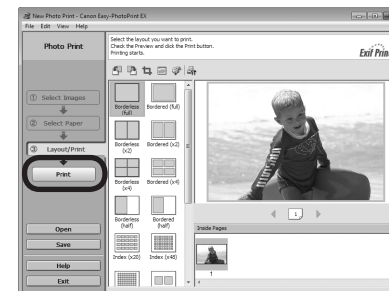 New Photo Print - Canon Easy-PhotoPrint EX
File Edit View Help
Photo Print
Select the layout you want to print.
Check the Preview and click the Print button.
Printing starts.
Exif Prin
① Select Images
② Select Paper
③ Layout/Print
Print
Open
Save
Help
Exit
Borderless (full)
Bordered (full)
Borderless (x2)
Bordered (x2)
Borderless (x4)
Bordered (x4)
Borderless (half)
Bordered (half)
Index (x20)
Index (x48)
1
Inside Pages
1